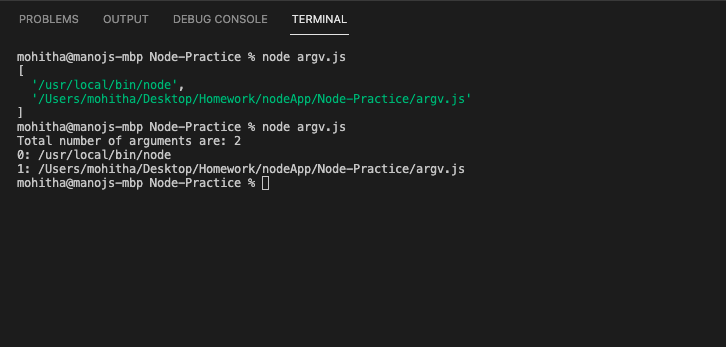 PROBLEMS OUTPUT DEBUG CONSOLE TERMINAL
mohitha@manojs-mbp Node-Practice % node argv.js
[
  '/usr/local/bin/node',
  '/Users/mohitha/Desktop/Homework/nodeApp/Node-Practice/argv.js'
]
mohitha@manojs-mbp Node-Practice % node argv.js
Total number of arguments are: 2
0: /usr/local/bin/node
1: /Users/mohitha/Desktop/Homework/nodeApp/Node-Practice/argv.js
mohitha@manojs-mbp Node-Practice %